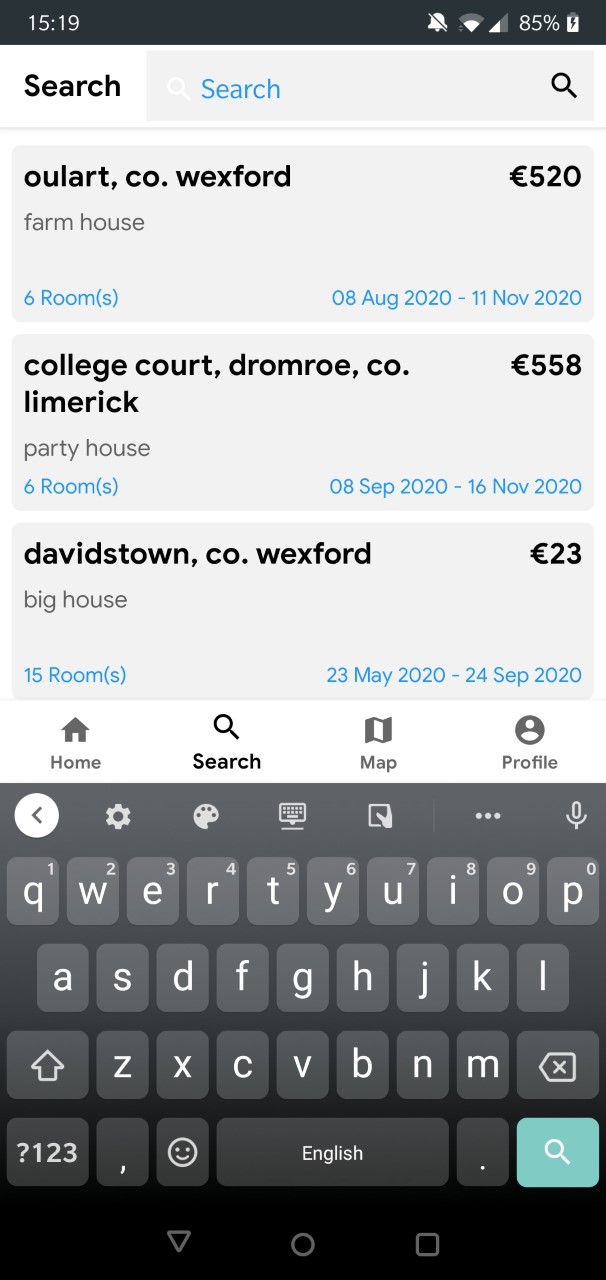 15:19 85%
Search Search
oulart, co. wexford €520
farm house
6 Room(s) 08 Aug 2020 - 11 Nov 2020
college court, dromroe, co. €558
limerick
party house
6 Room(s) 08 Sep 2020 - 16 Nov 2020
davidstown, co. wexford €23
big house
15 Room(s) 23 May 2020 - 24 Sep 2020
Home Search Map Profile
1 2 3 4 5 6 7 8 9 0
q w e r t y u i o p
a s d f g h j k l
z x c v b n m
?123 , English .